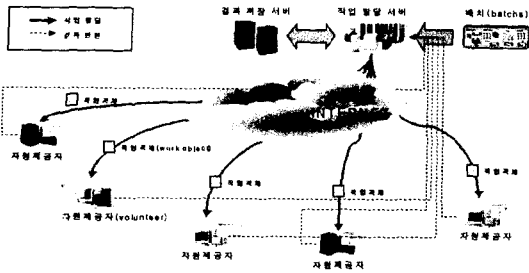 결과 저장 서버
직업 할당 서버
배치(batchs)
작업 할당
결과 반환
작업객체
작업객체(workobject)
작업객체
작업객체
작업객체
자원제공자
자원제공자(volunteer)
자원제공자
자원제공자
자원제공자